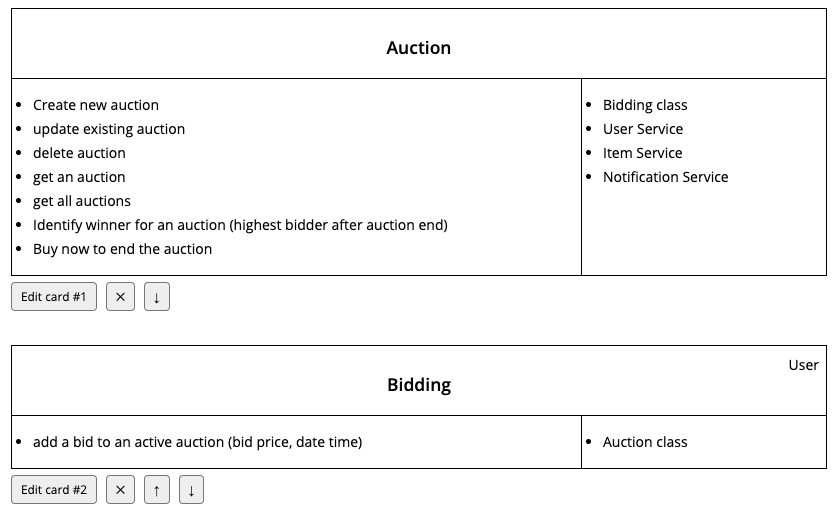 Auction
• Create new auction
• update existing auction
• delete auction
• get an auction
• get all auctions
• Identify winner for an auction (highest bidder after auction end)
• Buy now to end the auction
• Bidding class
• User Service
• Item Service
• Notification Service
Edit card #1 × ↓
User
Bidding
• add a bid to an active auction (bid price, date time)
• Auction class
Edit card #2 × ↑ ↓